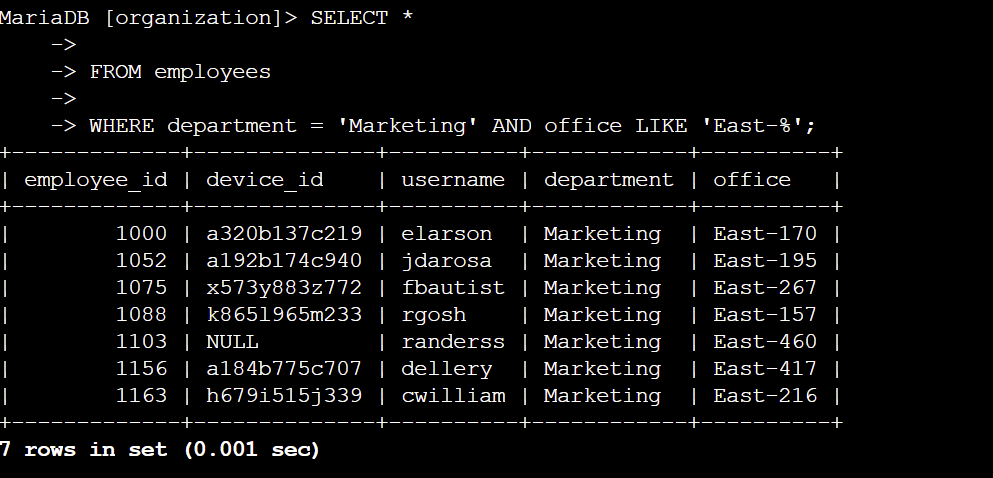 MariaDB [organization]> SELECT *
    ->
    -> FROM employees
    ->
    -> WHERE department = 'Marketing' AND office LIKE 'East-%';
+-------------+--------------+----------+------------+----------+
| employee_id | device_id    | username | department | office   |
+-------------+--------------+----------+------------+----------+
|        1000 | a320b137c219 | elarson  | Marketing  | East-170 |
|        1052 | a192b174c940 | jdarosa  | Marketing  | East-195 |
|        1075 | x573y883z772 | fbautist | Marketing  | East-267 |
|        1088 | k865l965m233 | rgosh    | Marketing  | East-157 |
|        1103 | NULL         | randerss | Marketing  | East-460 |
|        1156 | a184b775c707 | dellery  | Marketing  | East-417 |
|        1163 | h679i515j339 | cwilliam | Marketing  | East-216 |
+-------------+--------------+----------+------------+----------+
7 rows in set (0.001 sec)